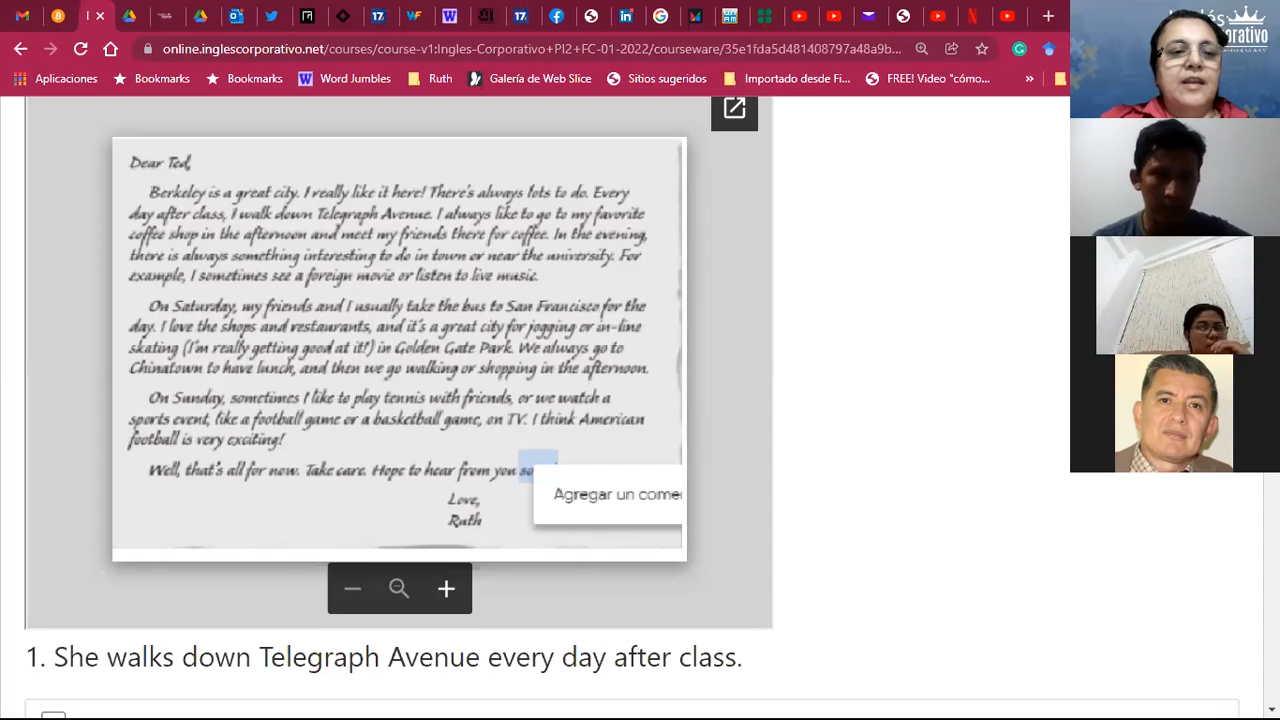 online.inglescorporativo.net/courses/course-v1:Ingles-Corporativo+PI2+FC-01-2022/courseware/35e1fda5d481408797a48a9b...
Aplicaciones Bookmarks Bookmarks Word Jumbles Ruth Galería de Web Slice Sitios sugeridos Importado desde Fi... FREE! Video "cómo... »
Dear Ted,
Berkeley is a great city. I really like it here! There's always lots to do. Every
day after class, I walk down Telegraph Avenue. I always like to go to my favorite
coffee shop in the afternoon and meet my friends there for coffee. In the evening,
there is always something interesting to do in town or near the university. For
example, I sometimes see a foreign movie or listen to live music.
On Saturday, my friends and I usually take the bus to San Francisco for the
day. I love the shops and restaurants, and it's a great city for jogging or in-line
skating (I'm really getting good at it!) in Golden Gate Park. We always go to
Chinatown to have lunch, and then we go walking or shopping in the afternoon.
On Sunday, sometimes I like to play tennis with friends, or we watch a
sports event, like a football game or a basketball game, on TV. I think American
football is very exciting!
Well, that's all for now. Take care. Hope to hear from you
Agregar un comen
Love,
Ruth
1. She walks down Telegraph Avenue every day after class.